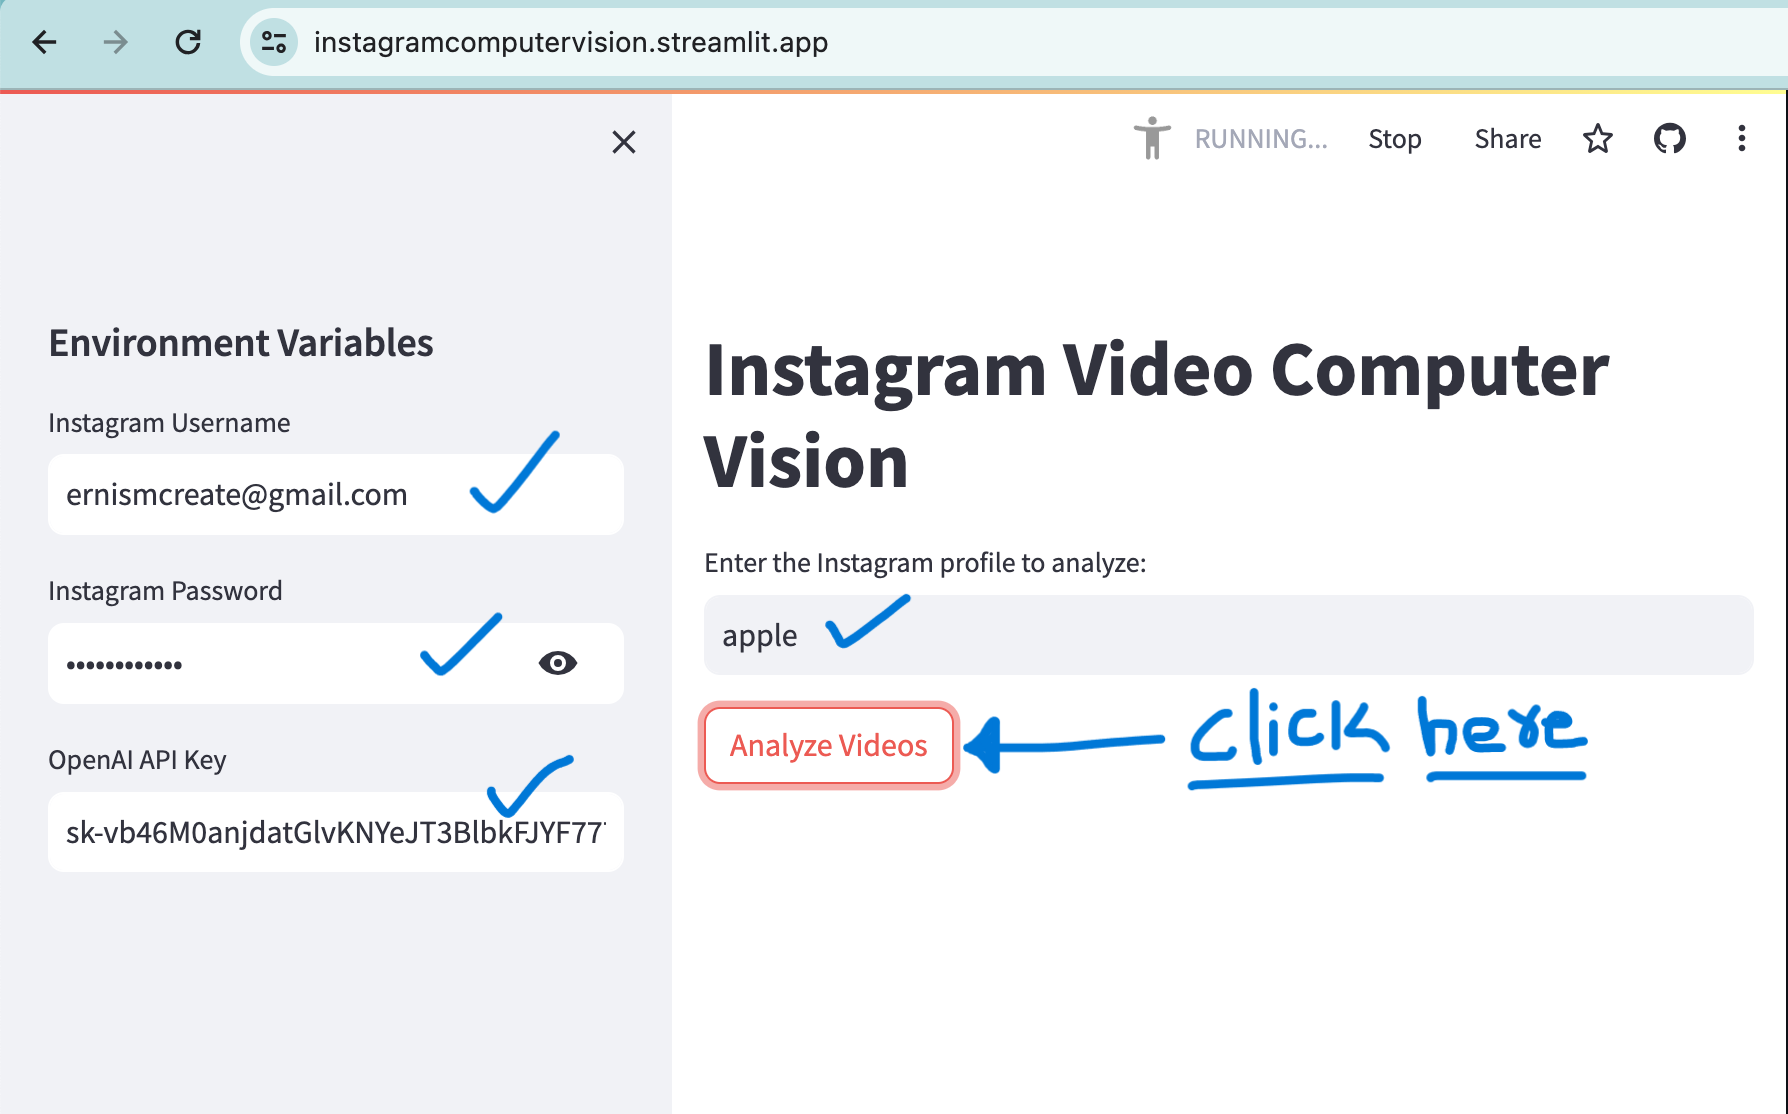 instagramcomputervision.streamlit.app
RUNNING...
Stop
Share
Environment Variables
Instagram Username
ernismcreate@gmail.com
Instagram Password
••••••••••••
OpenAI API Key
sk-vb46M0anjdatGlvKNYeJT3BlbkFJYF77
Instagram Video Computer
Vision
Enter the Instagram profile to analyze:
apple
Analyze Videos
click here